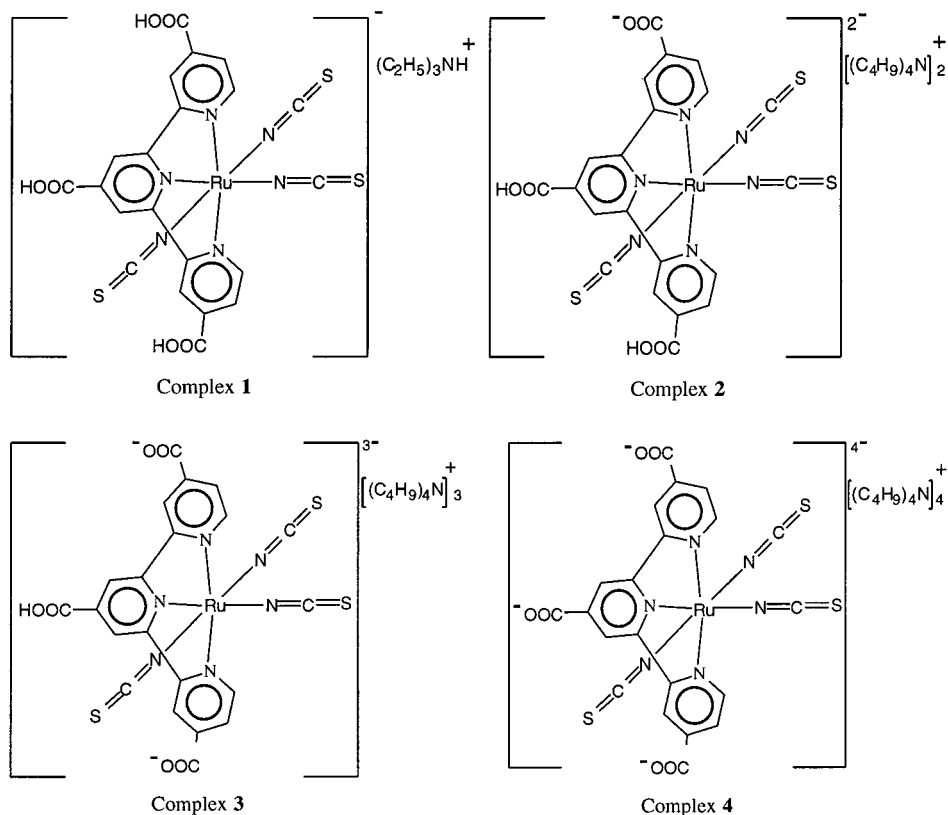 HOOC
-
(C2H5)3NH+
N
S
C
N
HOOC
N
Ru
N
C
S
N
N
C
S
HOOC
Complex 1
-OOC
2-
[(C4H9)4N]+2
S
C
N
N
HOOC
N
Ru
N
C
S
N
N
C
S
HOOC
Complex 2
-OOC
3-
[(C4H9)4N]+3
S
C
N
N
HOOC
N
Ru
N
C
S
N
N
C
S
-OOC
Complex 3
-OOC
4-
[(C4H9)4N]+4
S
C
N
N
-OOC
N
Ru
N
C
S
N
N
C
S
-OOC
Complex 4